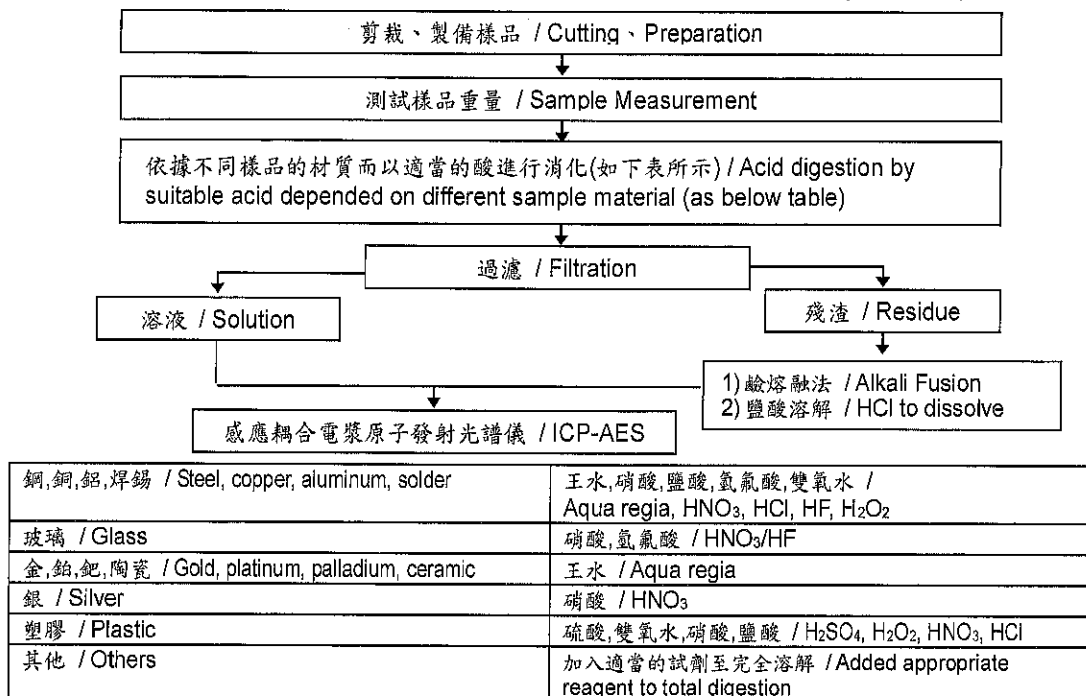 剪裁、製備樣品 / Cutting、Preparation
測試樣品重量 / Sample Measurement
依據不同樣品的材質而以適當的酸進行消化(如下表所示) / Acid digestion by
suitable acid depended on different sample material (as below table)
過濾 / Filtration
溶液 / Solution
殘渣 / Residue
1) 鹼熔融法 / Alkali Fusion
2) 鹽酸溶解 / HCl to dissolve
感應耦合電漿原子發射光譜儀 / ICP-AES
鋼,銅,鋁,焊錫 / Steel, copper, aluminum, solder
王水,硝酸,鹽酸,氫氟酸,雙氧水 /
Aqua regia, HNO₃, HCl, HF, H₂O₂
玻璃 / Glass
硝酸,氫氟酸 / HNO₃/HF
金,鉑,鈀,陶瓷 / Gold, platinum, palladium, ceramic
王水 / Aqua regia
銀 / Silver
硝酸 / HNO₃
塑膠 / Plastic
硫酸,雙氧水,硝酸,鹽酸 / H₂SO₄, H₂O₂, HNO₃, HCl
其他 / Others
加入適當的試劑至完全溶解 / Added appropriate
reagent to total digestion